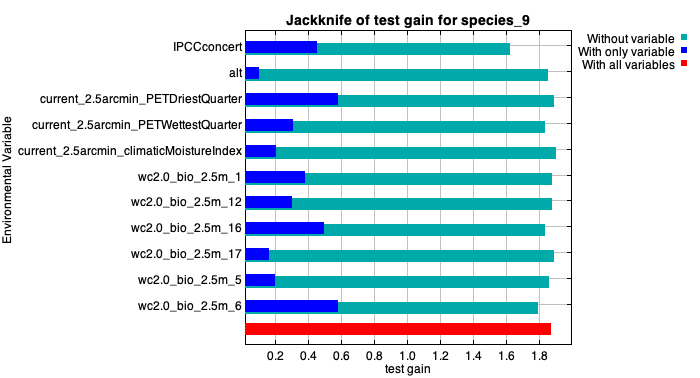 Jackknife of test gain for species_9
Without variable
With only variable
With all variables
Environmental Variable
IPCCconcert
alt
current_2.5arcmin_PETDriestQuarter
current_2.5arcmin_PETWettestQuarter
current_2.5arcmin_climaticMoistureIndex
wc2.0_bio_2.5m_1
wc2.0_bio_2.5m_12
wc2.0_bio_2.5m_16
wc2.0_bio_2.5m_17
wc2.0_bio_2.5m_5
wc2.0_bio_2.5m_6
0.2 0.4 0.6 0.8 1.0 1.2 1.4 1.6 1.8
test gain